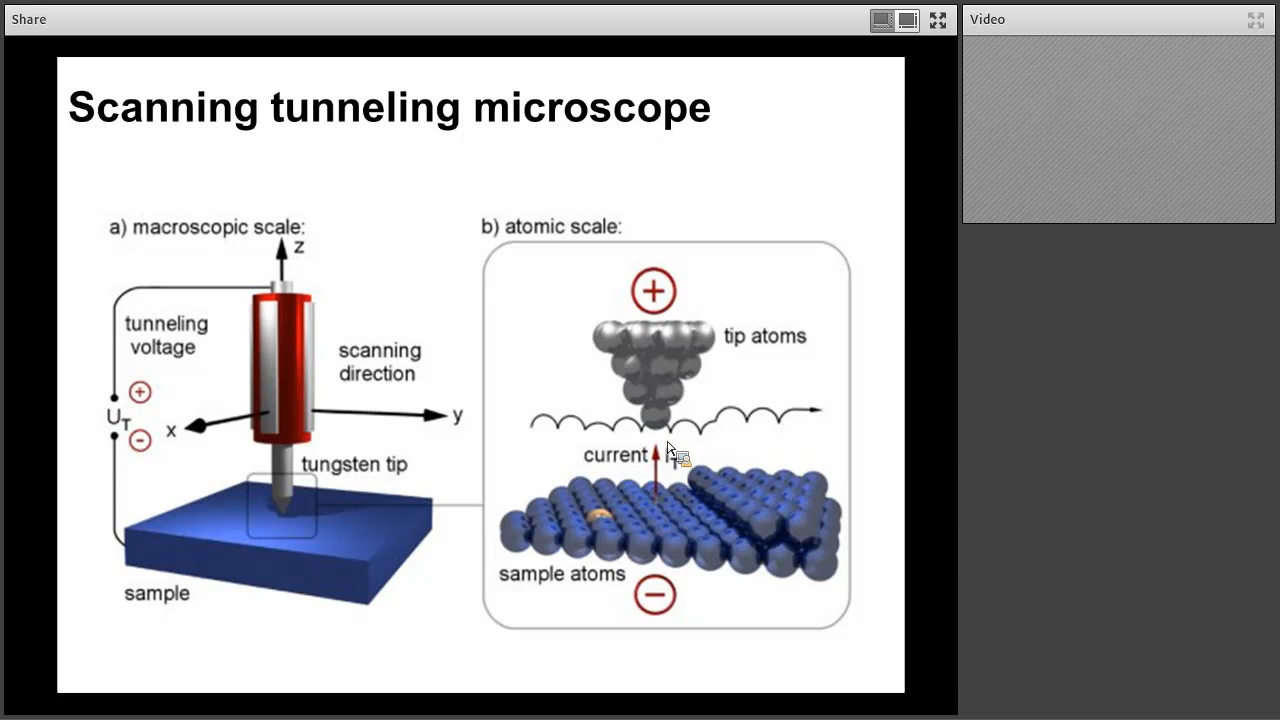 Share
Video
Scanning tunneling microscope
a) macroscopic scale:
b) atomic scale:
z
+
tunneling
voltage
scanning
direction
tip atoms
+
U_T
−
x
y
tungsten tip
current
sample atoms
sample
−